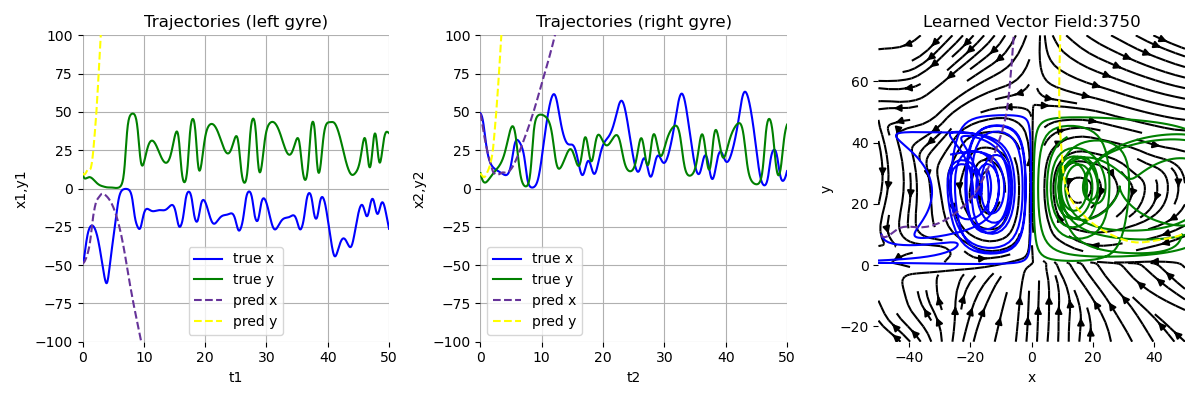 Trajectories (left gyre)
100
75
50
25
0
−25
−50
−75
−100
x1,y1
true x
true y
pred x
pred y
0
10
20
30
40
50
t1
Trajectories (right gyre)
100
75
50
25
0
−25
−50
−75
−100
x2,y2
true x
true y
pred x
pred y
0
10
20
30
40
50
t2
Learned Vector Field:3750
60
40
20
0
−20
y
−40
−20
0
20
40
x